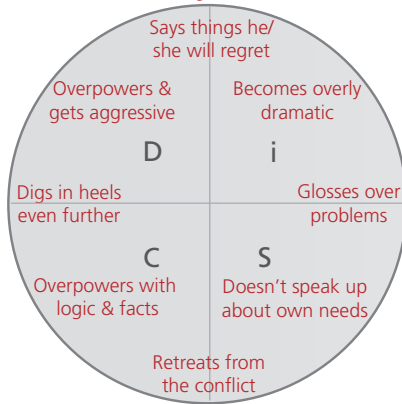 Says things he/
she will regret
Overpowers &
gets aggressive
Becomes overly
dramatic
D
i
Digs in heels
even further
Glosses over
problems
C
S
Overpowers with
logic & facts
Doesn't speak up
about own needs
Retreats from
the conflict